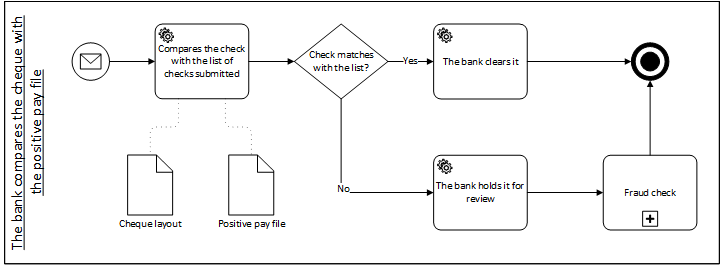 The bank compares the cheque with
the positive pay file
Compares the check
with the list of
checks submitted
Check matches
with the list?
Yes
The bank clears it
No
The bank holds it for
review
Fraud check
Cheque layout
Positive pay file